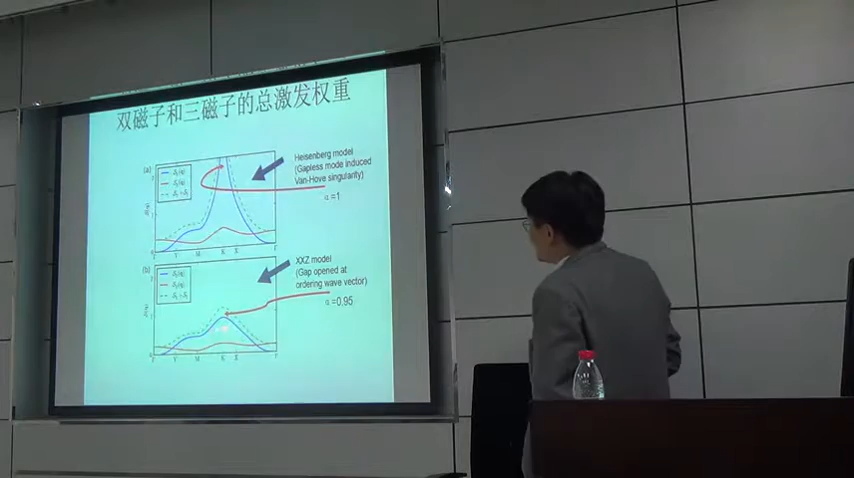 双磁子和三磁子的总激发权重
(a)
Heisenberg model
(Gapless mode induced
Van-Hove singularity)
α=1
(b)
XXZ model
(Gap opened at
ordering wave vector)
α=0.95